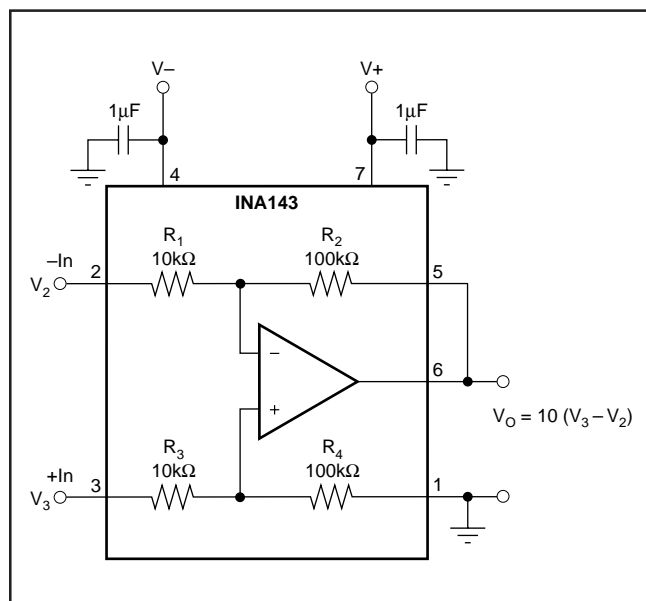 V– V+
1µF 1µF
4 7
INA143
R1 R2
–In 10kΩ 100kΩ
2 5
V2
–
6
+
VO = 10 (V3 – V2)
R3 R4
+In 10kΩ 100kΩ
3 1
V3